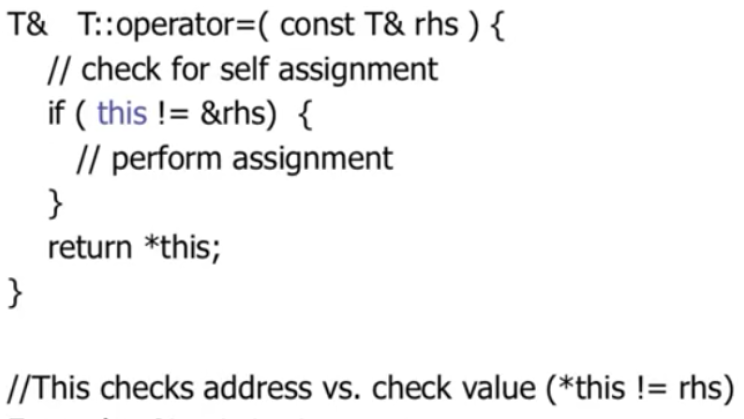 T& T::operator=( const T& rhs ) {
// check for self assignment
if ( this != &rhs) {
// perform assignment
}
return *this;
}
//This checks address vs. check value (*this != rhs)